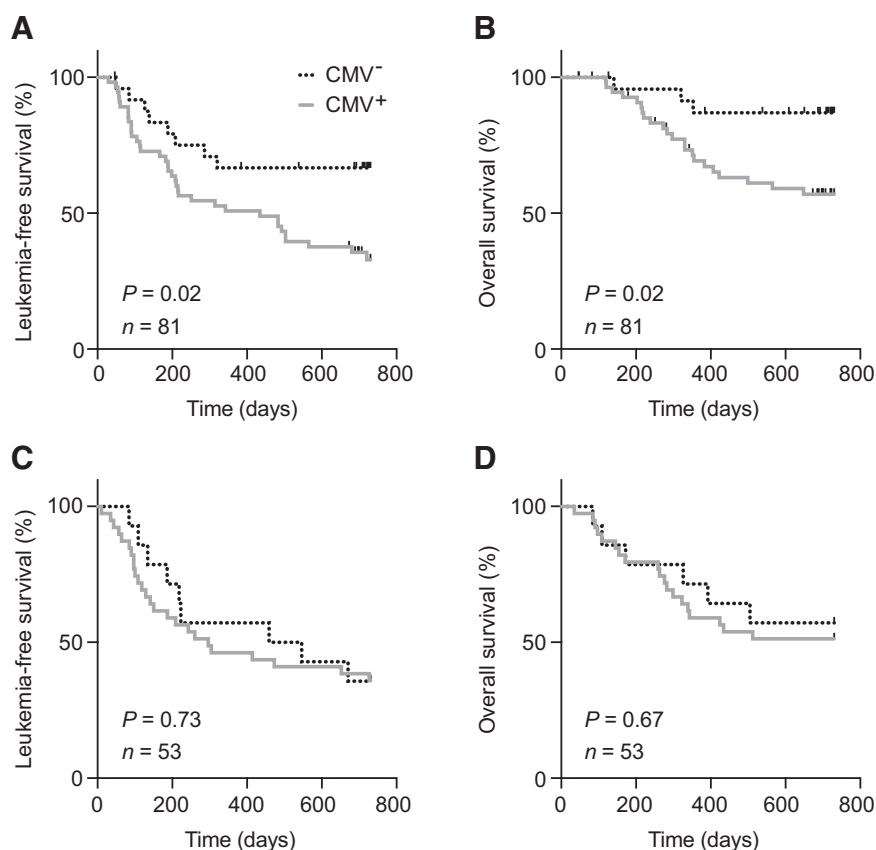 A
Leukemia-free survival (%)
100
50
0
CMV⁻
CMV⁺
P = 0.02
n = 81
0 200 400 600 800
Time (days)
B
Overall survival (%)
100
50
0
P = 0.02
n = 81
0 200 400 600 800
Time (days)
C
Leukemia-free survival (%)
100
50
0
P = 0.73
n = 53
0 200 400 600 800
Time (days)
D
Overall survival (%)
100
50
0
P = 0.67
n = 53
0 200 400 600 800
Time (days)